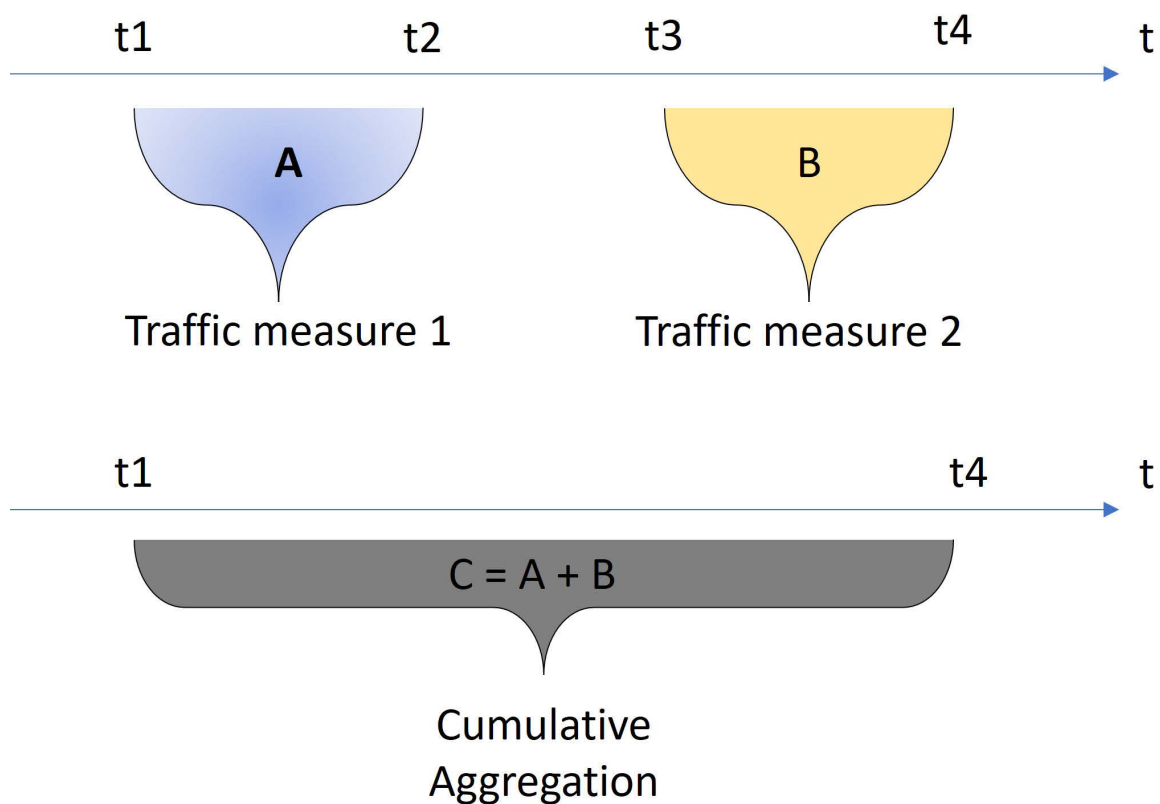 t1 t2 t3 t4 t
A B
Traffic measure 1 Traffic measure 2
t1 t4 t
C = A + B
Cumulative
Aggregation